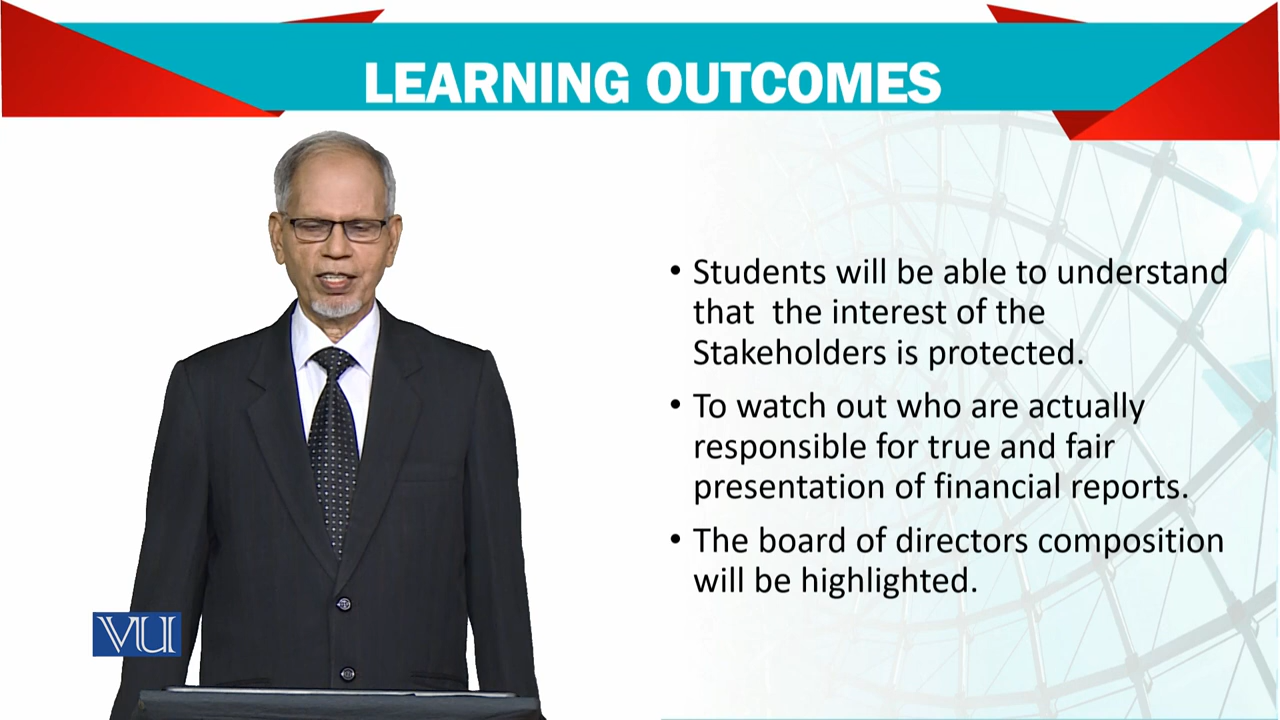 LEARNING OUTCOMES
• Students will be able to understand
that  the interest of the
Stakeholders is protected.
• To watch out who are actually
responsible for true and fair
presentation of financial reports.
• The board of directors composition
will be highlighted.
VU